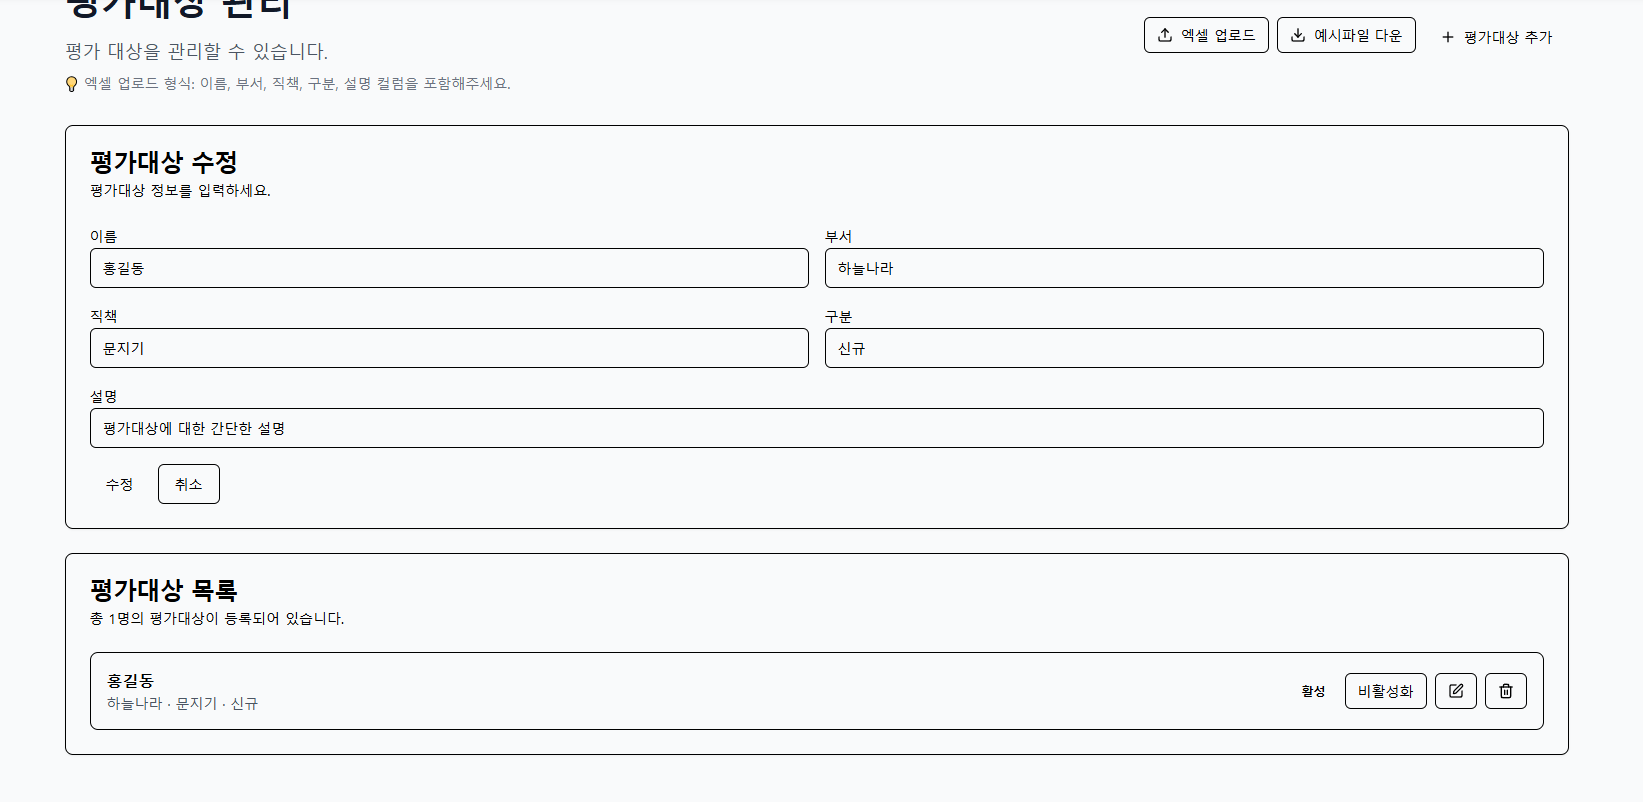 평가대상 관리
평가 대상을 관리할 수 있습니다.
엑셀 업로드 형식: 이름, 부서, 직책, 구분, 설명 컬럼을 포함해주세요.
엑셀 업로드
예시파일 다운
평가대상 추가
평가대상 수정
평가대상 정보를 입력하세요.
이름
홍길동
부서
하늘나라
직책
문지기
구분
신규
설명
평가대상에 대한 간단한 설명
수정
취소
평가대상 목록
총 1명의 평가대상이 등록되어 있습니다.
홍길동
하늘나라 · 문지기 · 신규
활성
비활성화